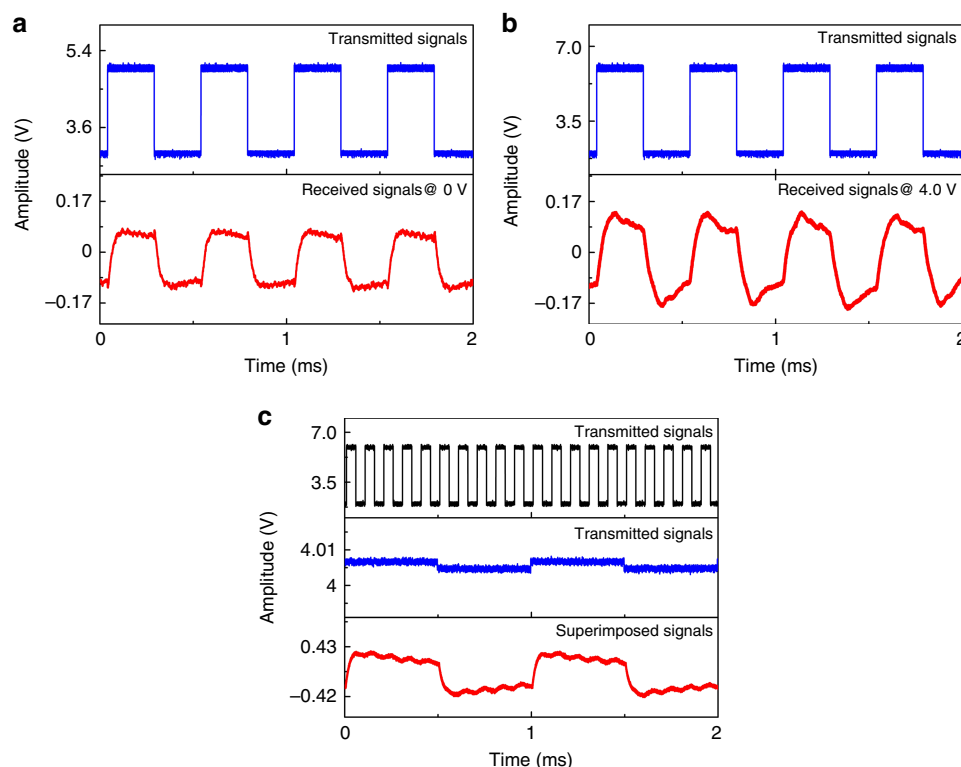 a
Transmitted signals
5.4
3.6
Amplitude (V)
Received signals@ 0 V
0.17
0
−0.17
0
1
2
Time (ms)
b
Transmitted signals
7.0
3.5
Amplitude (V)
Received signals@ 4.0 V
0.17
0
−0.17
0
1
2
Time (ms)
c
Transmitted signals
7.0
3.5
Transmitted signals
4.01
4
Amplitude (V)
Superimposed signals
0.43
−0.42
0
1
2
Time (ms)